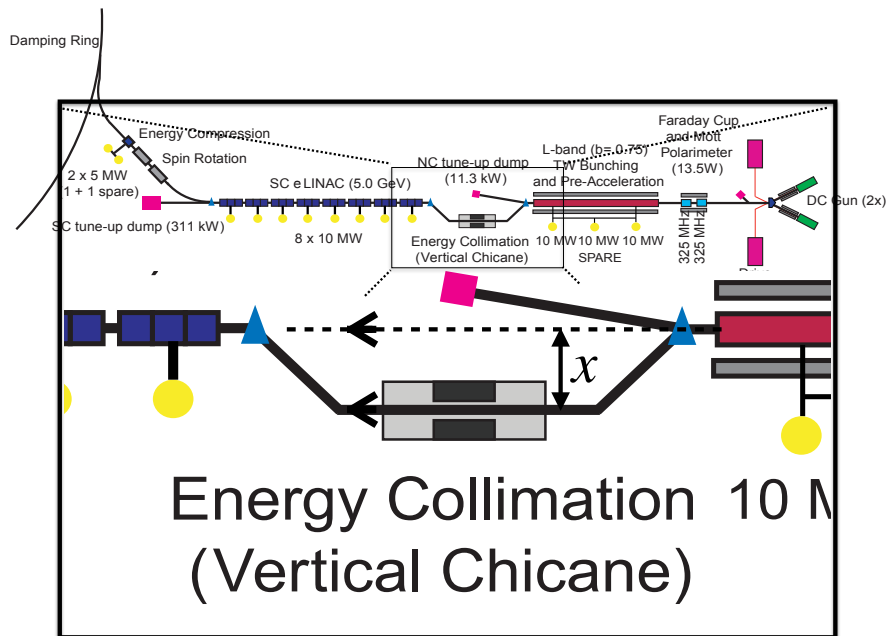 Damping Ring
Energy Compression
Spin Rotation
2 x 5 MW
1 + 1 spare)
SC tune-up dump (311 kW)
SC e LINAC (5.0 GeV)
8 x 10 MW
NC tune-up dump
(11.3 kW)
Energy Collimation
(Vertical Chicane)
L-band (b= 0.75)
TW Bunching
and Pre-Acceleration
10 MW 10 MW 10 MW
SPARE
325 MHz
325 MHz
Faraday Cup
and Mott
Polarimeter
(13.5W)
DC Gun (2x)
x
Energy Collimation
(Vertical Chicane)
10 M